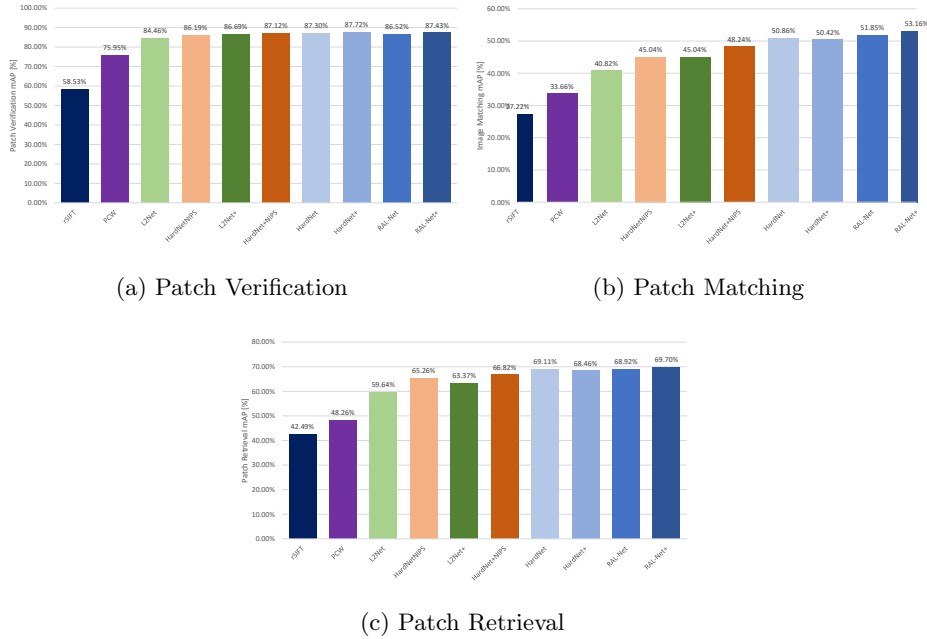 100.00%
90.00%
80.00%
70.00%
60.00%
50.00%
40.00%
30.00%
20.00%
10.00%
0.00%
Patch Verification mAP [%]
58.53%
75.95%
84.46%
86.19%
86.69%
87.12%
87.30%
87.72%
86.52%
87.43%
rSIFT
PCW
L2Net
HardNetNIPS
L2Net+
HardNet+NIPS
HardNet
HardNet+
RAL-Net
RAL-Net+
(a) Patch Verification
60.00%
50.00%
40.00%
30.00%
20.00%
10.00%
0.00%
Image Matching mAP [%]
27.22%
33.66%
40.82%
45.04%
45.04%
48.24%
50.86%
50.42%
51.85%
53.16%
rSIFT
PCW
L2Net
HardNetNIPS
L2Net+
HardNet+NIPS
HardNet
HardNet+
RAL-Net
RAL-Net+
(b) Patch Matching
80.00%
70.00%
60.00%
50.00%
40.00%
30.00%
20.00%
10.00%
0.00%
Patch Retrieval mAP [%]
42.49%
48.26%
59.64%
65.26%
63.37%
66.82%
69.11%
68.46%
68.92%
69.70%
rSIFT
PCW
L2Net
HardNetNIPS
L2Net+
HardNet+NIPS
HardNet
HardNet+
RAL-Net
RAL-Net+
(c) Patch Retrieval